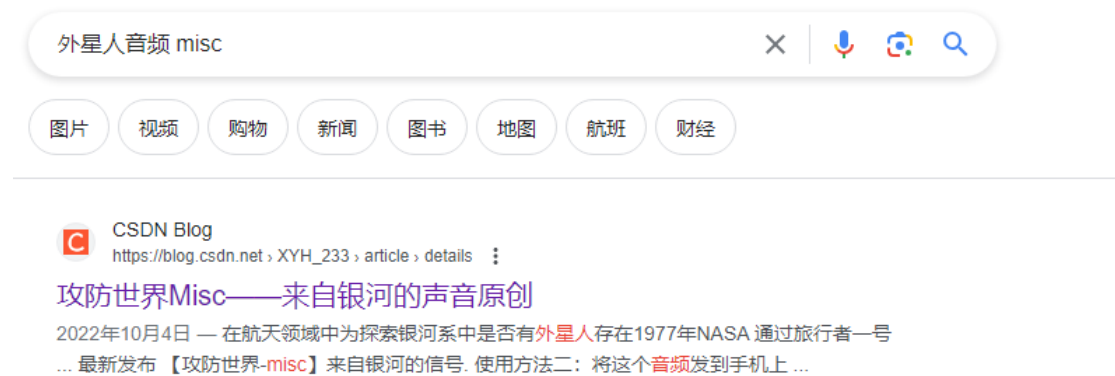 外星人音频 misc
图片 视频 购物 新闻 图书 地图 航班 财经
CSDN Blog
https://blog.csdn.net › XYH_233 › article › details
攻防世界Misc——来自银河的声音原创
2022年10月4日 — 在航天领域中为探索银河系中是否有外星人存在1977年NASA 通过旅行者一号
... 最新发布 【攻防世界-misc】来自银河的信号. 使用方法二：将这个音频发到手机上 ...